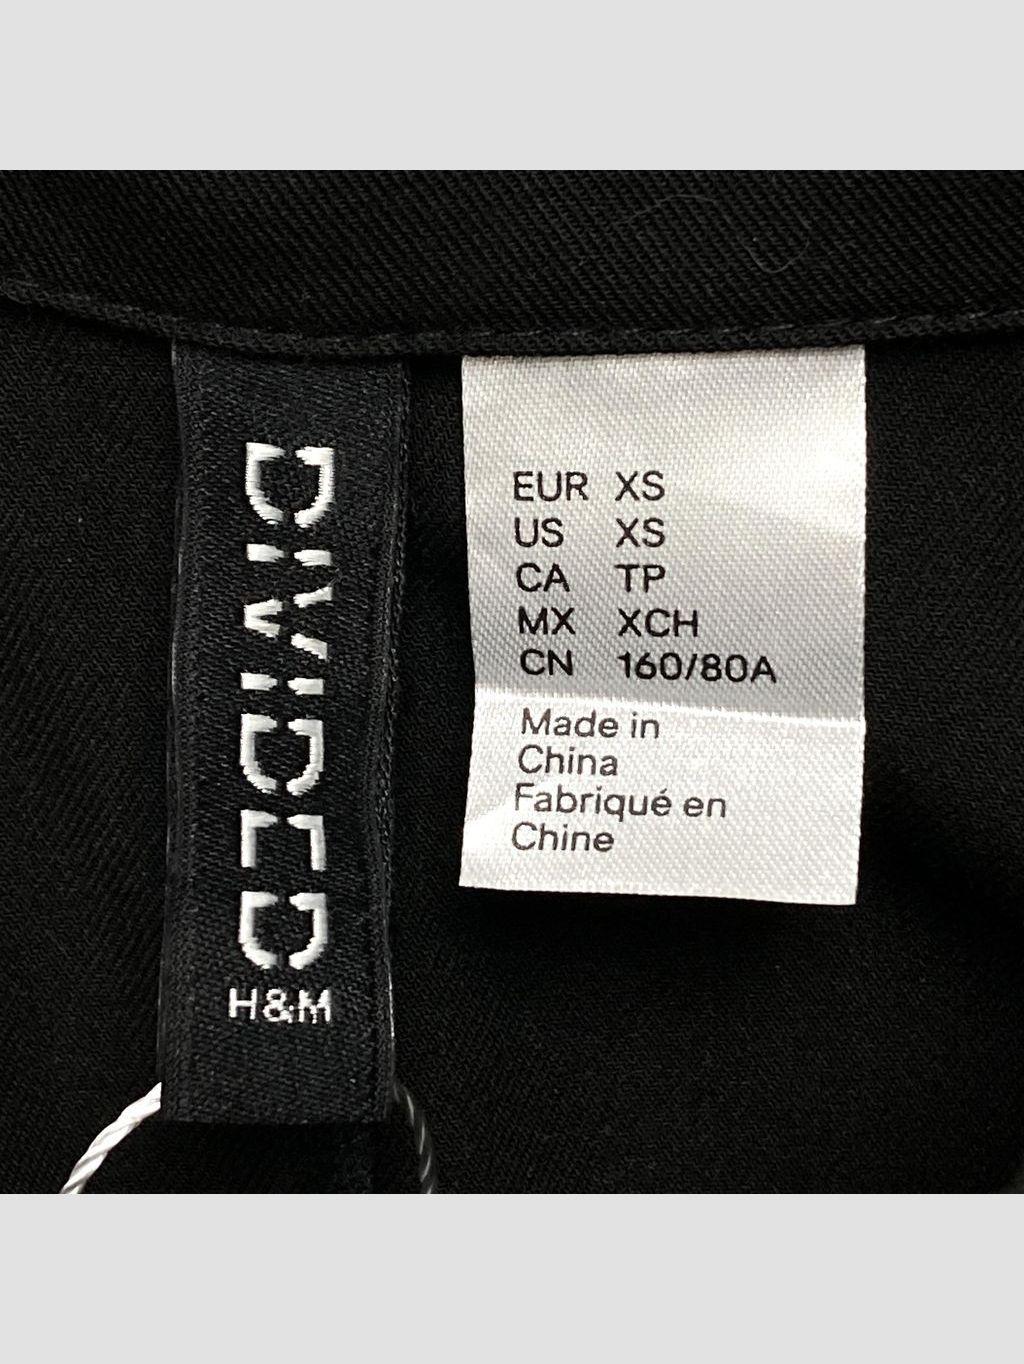 DIVIDED
H&M
EUR XS
US XS
CA TP
MX XCH
CN 160/80A
Made in
China
Fabriqué en
Chine